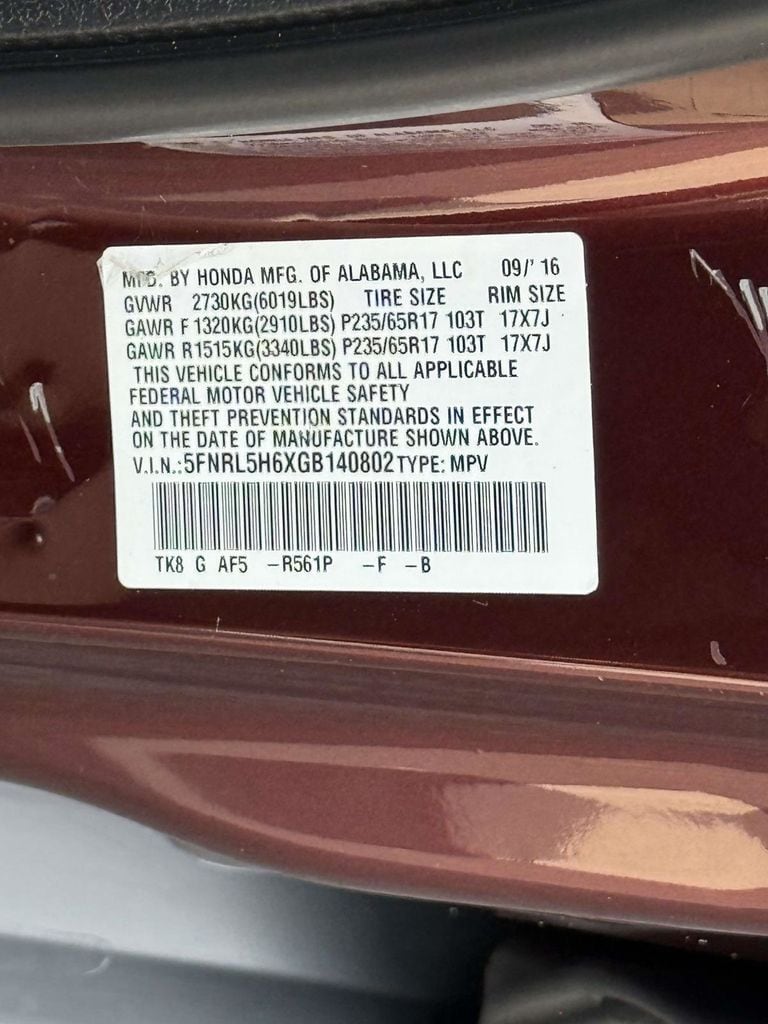 MFD. BY HONDA MFG. OF ALABAMA, LLC 09/' 16
GVWR 2730KG(6019LBS) TIRE SIZE RIM SIZE
GAWR F 1320KG(2910LBS) P235/65R17 103T 17X7J
GAWR R1515KG(3340LBS) P235/65R17 103T 17X7J
THIS VEHICLE CONFORMS TO ALL APPLICABLE
FEDERAL MOTOR VEHICLE SAFETY
AND THEFT PREVENTION STANDARDS IN EFFECT
ON THE DATE OF MANUFACTURE SHOWN ABOVE.
V.I.N.:5FNRL5H6XGB140802 TYPE: MPV
TK8 G AF5 -R561P -F -B